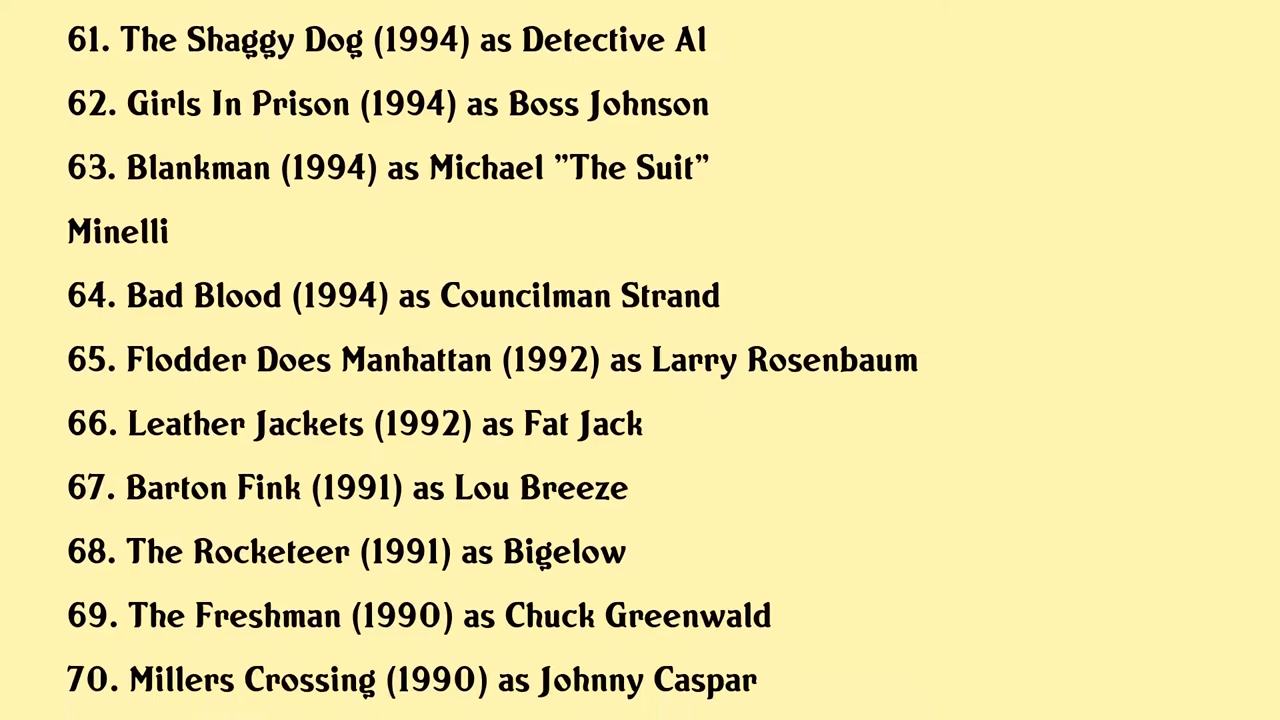 61. The Shaggy Dog (1994) as Detective Al
62. Girls In Prison (1994) as Boss Johnson
63. Blankman (1994) as Michael "The Suit"
Minelli
64. Bad Blood (1994) as Councilman Strand
65. Flodder Does Manhattan (1992) as Larry Rosenbaum
66. Leather Jackets (1992) as Fat Jack
67. Barton Fink (1991) as Lou Breeze
68. The Rocketeer (1991) as Bigelow
69. The Freshman (1990) as Chuck Greenwald
70. Millers Crossing (1990) as Johnny Caspar